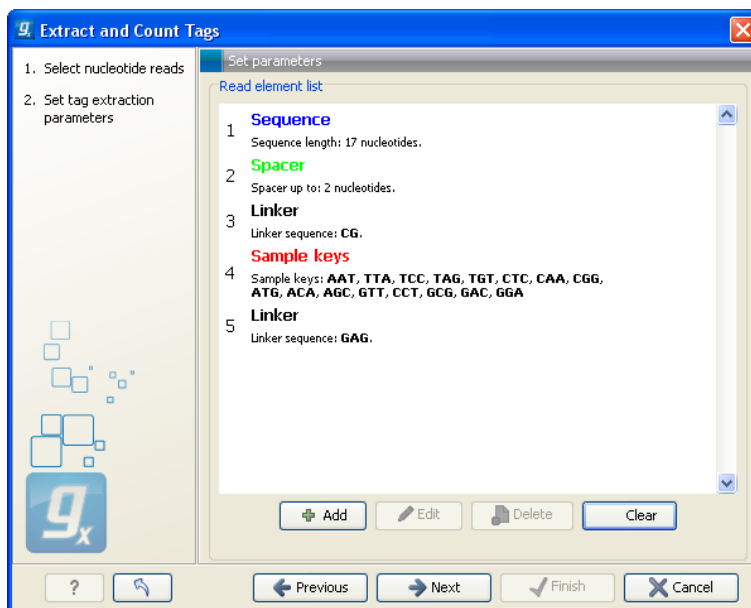 Extract and Count Tags
1. Select nucleotide reads
2. Set tag extraction
parameters
Set parameters
Read element list
1 Sequence
Sequence length: 17 nucleotides.
2 Spacer
Spacer up to: 2 nucleotides.
3 Linker
Linker sequence: CG.
4 Sample keys
Sample keys: AAT, TTA, TCC, TAG, TGT, CTC, CAA, CGG,
ATG, ACA, AGC, GTT, CCT, GCG, GAC, GGA
5 Linker
Linker sequence: GAG.
Add Edit Delete Clear
gx
? Previous Next Finish Cancel